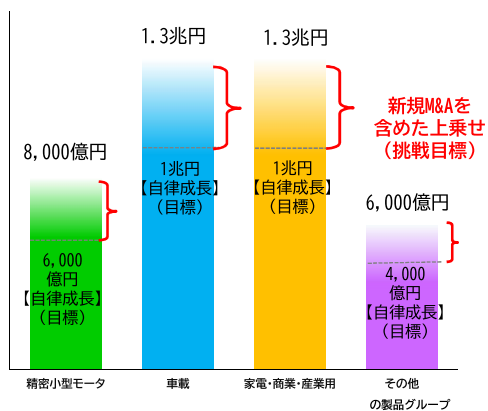 1.3兆円
1.3兆円
新規M&Aを
含めた上乗せ
（挑戦目標）
8,000億円
1兆円
【自律成長】
（目標）
1兆円
【自律成長】
（目標）
6,000億円
6,000
億円
【自律成長】
（目標）
4,000
億円
【自律成長】
（目標）
精密小型モータ
車載
家電・商業・産業用
その他
の製品グループ